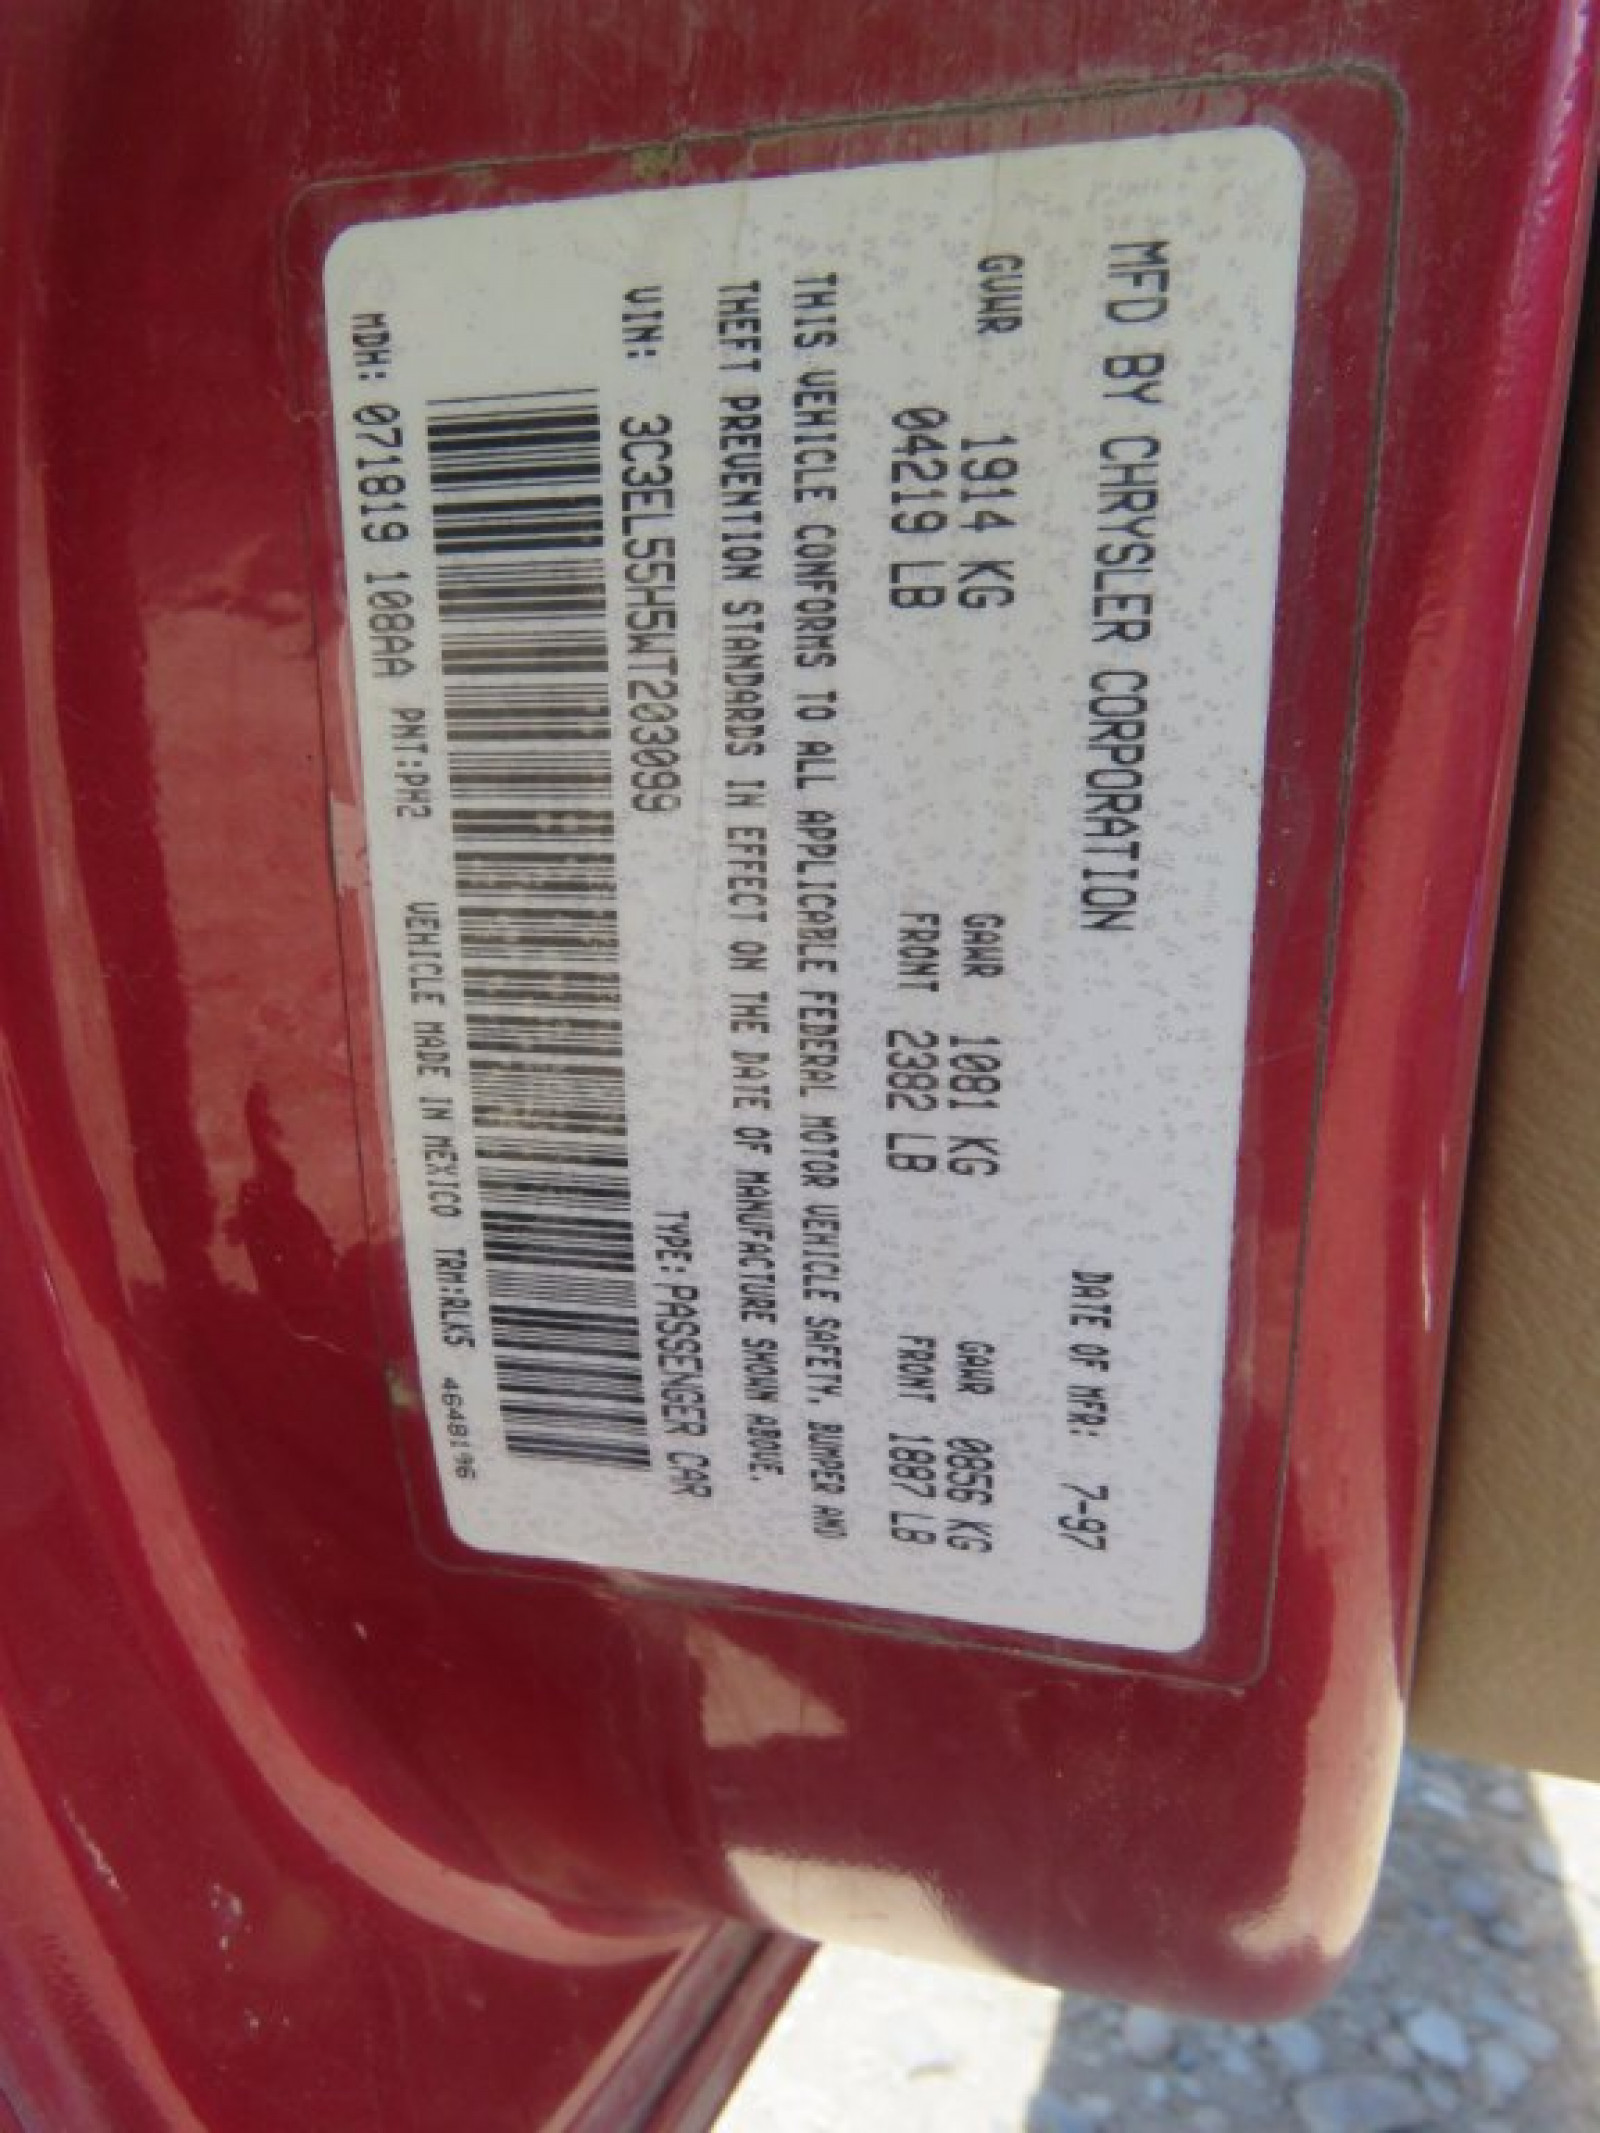 MFD BY CHRYSLER CORPORATION DATE OF MFR: 7-97
GVWR 1914 KG GAWR 1081 KG GAWR 0856 KG
04219 LB FRONT 2382 LB FRONT 1887 LB
THIS VEHICLE CONFORMS TO ALL APPLICABLE FEDERAL MOTOR VEHICLE SAFETY, BUMPER AND
THEFT PREVENTION STANDARDS IN EFFECT ON THE DATE OF MANUFACTURE SHOWN ABOVE.
VIN: 3C3EL55H5WT203099 TYPE: PASSENGER CAR
MDH: 071819 108AA PNT:PH2 VEHICLE MADE IN MEXICO TRM:RLK5 4648196